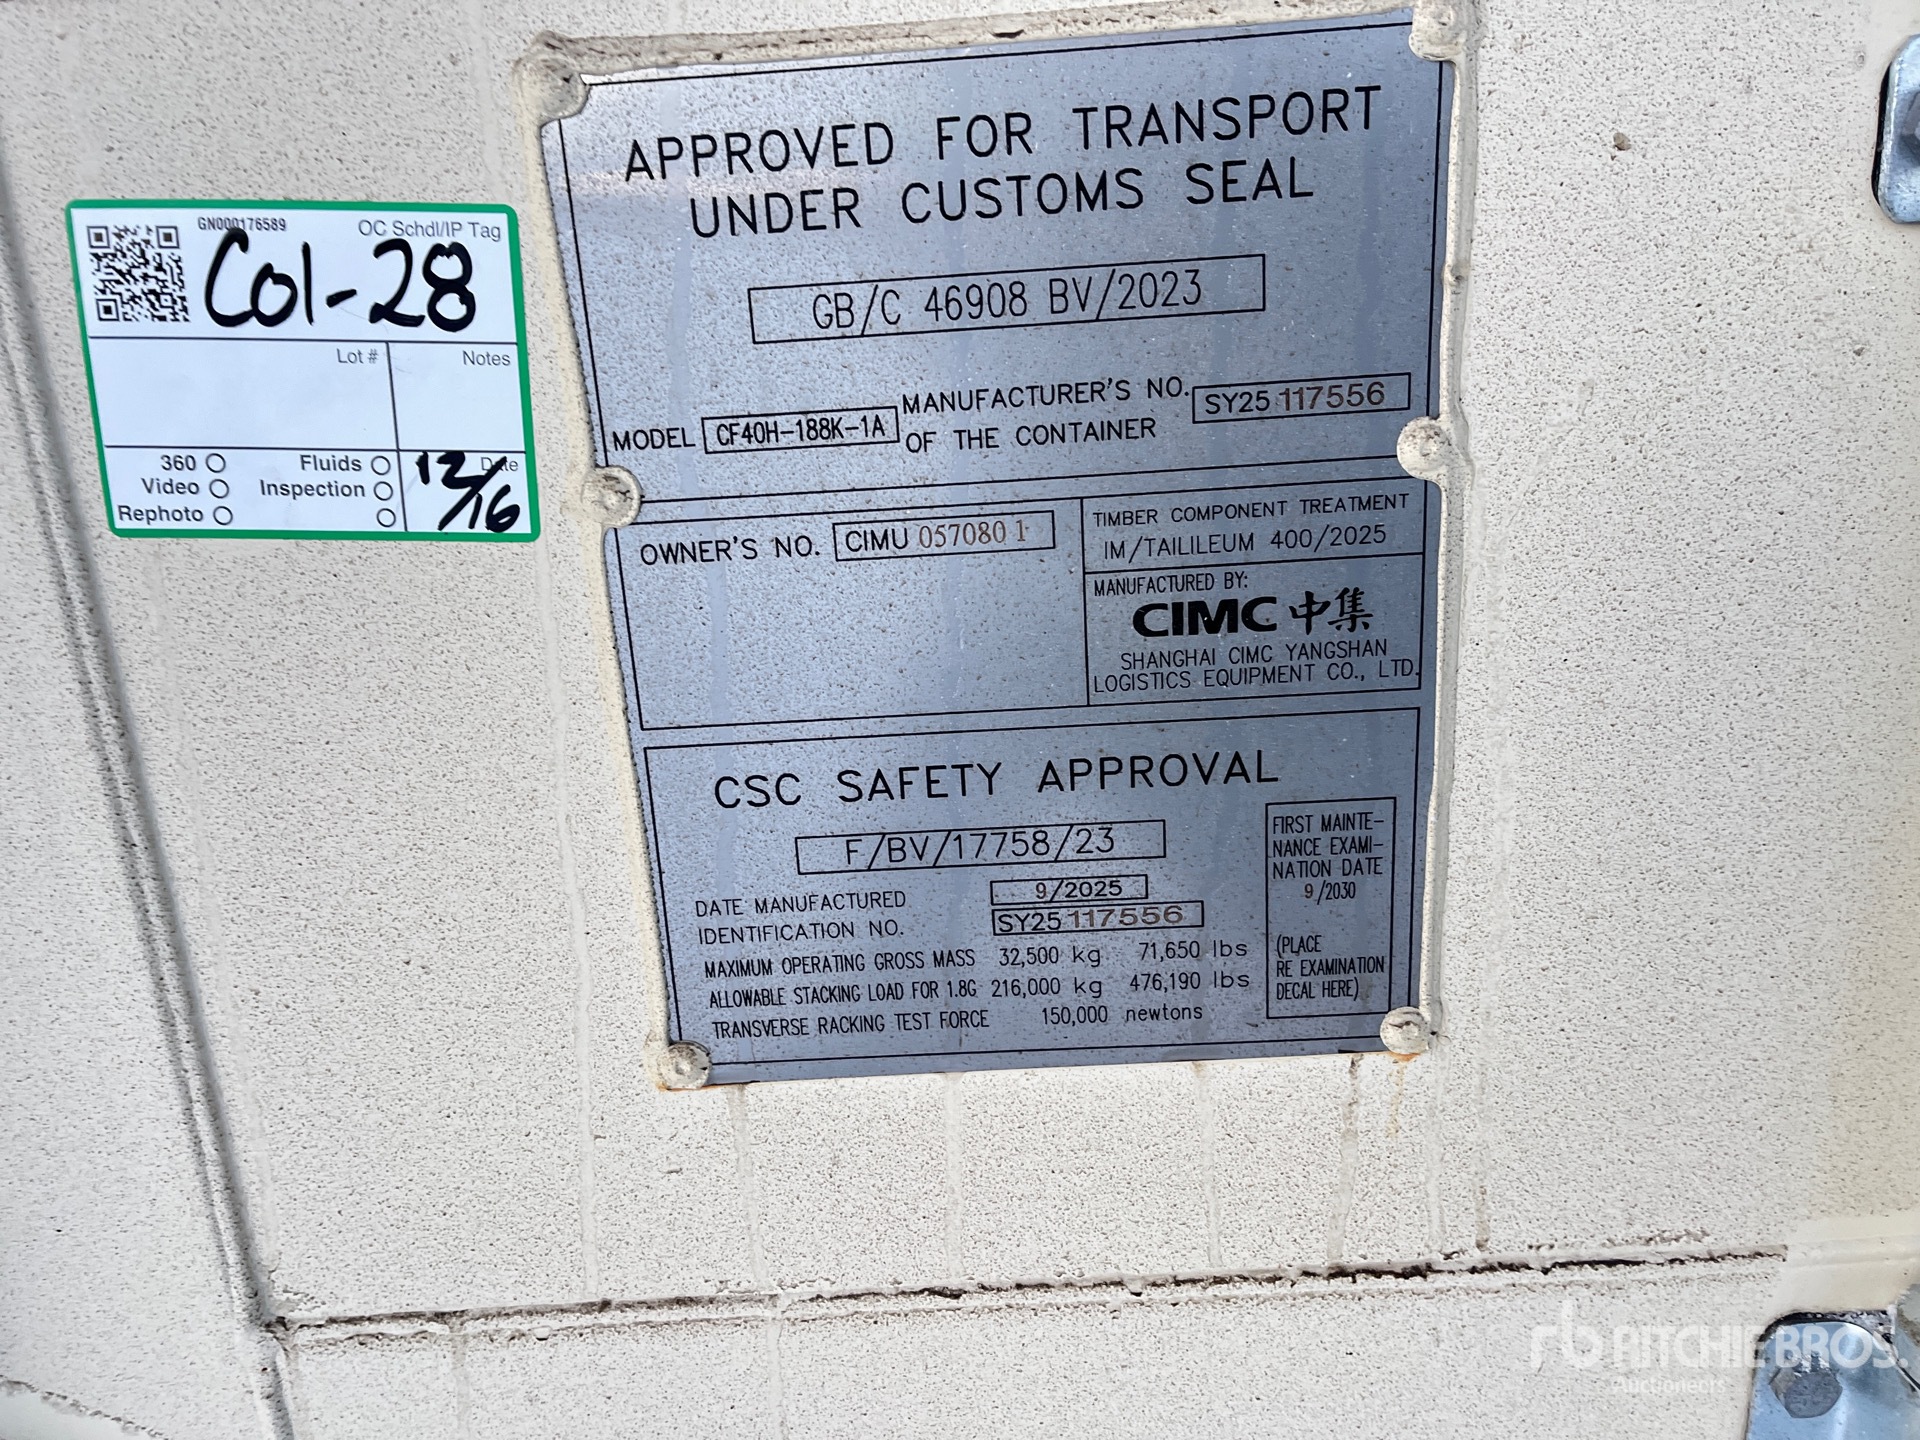 GN000176589
OC Schdl/IP Tag
Col-28
Lot #
Notes
360
Fluids
Date
Video
Inspection
12/16
Rephoto
APPROVED FOR TRANSPORT
UNDER CUSTOMS SEAL
GB/C 46908 BV/2023
MODEL CF40H-188K-1A
MANUFACTURER'S NO.
OF THE CONTAINER
SY25 117556
OWNER'S NO. CIMU 057080 1
TIMBER COMPONENT TREATMENT
IM/TAILILEUM 400/2025
MANUFACTURED BY:
CIMC 中集
SHANGHAI CIMC YANGSHAN
LOGISTICS EQUIPMENT CO., LTD.
CSC SAFETY APPROVAL
F/BV/17758/23
DATE MANUFACTURED 9/2025
IDENTIFICATION NO. SY25 117556
MAXIMUM OPERATING GROSS MASS 32,500 kg 71,650 lbs
ALLOWABLE STACKING LOAD FOR 1.8G 216,000 kg 476,190 lbs
TRANSVERSE RACKING TEST FORCE 150,000 newtons
FIRST MAINTE-
NANCE EXAMI-
NATION DATE
9/2030
(PLACE
RE EXAMINATION
DECAL HERE)
rb RITCHIE BROS.
Auctioneers